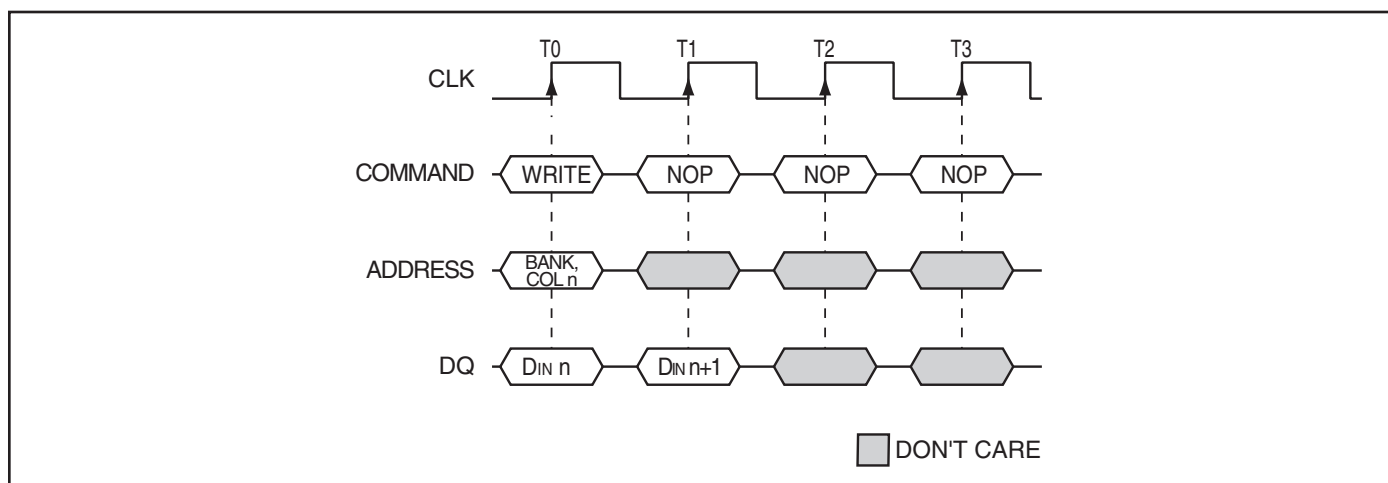 T0 T1 T2 T3
CLK
COMMAND WRITE NOP NOP NOP
ADDRESS BANK,
COL n
DQ DIN n DIN n+1
DON'T CARE